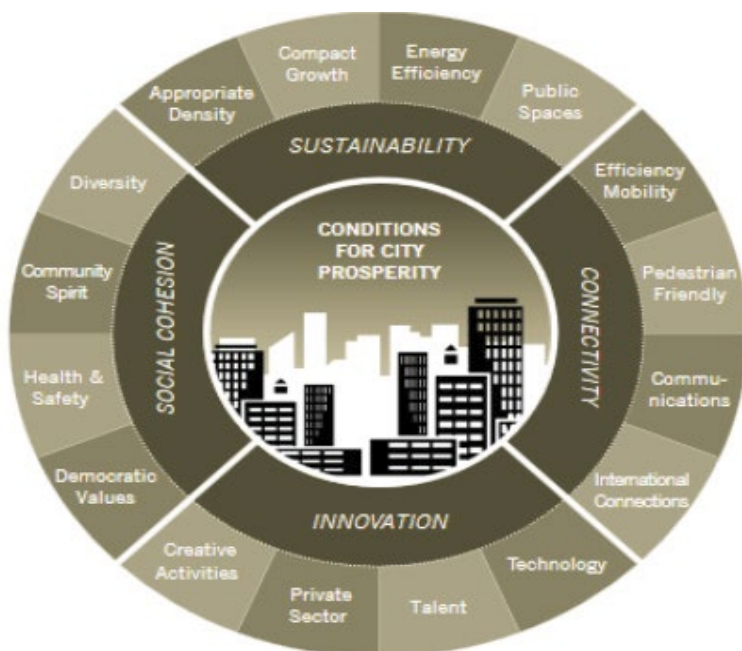 Appropriate
Density
Compact
Growth
Energy
Efficiency
Public
Spaces
SUSTAINABILITY
Efficiency
Mobility
Pedestrian
Friendly
Commu-
nications
International
Connections
CONNECTIVITY
CONDITIONS
FOR CITY
PROSPERITY
Diversity
Community
Spirit
Health &
Safety
Democratic
Values
SOCIAL COHESION
INNOVATION
Creative
Activities
Private
Sector
Talent
Technology